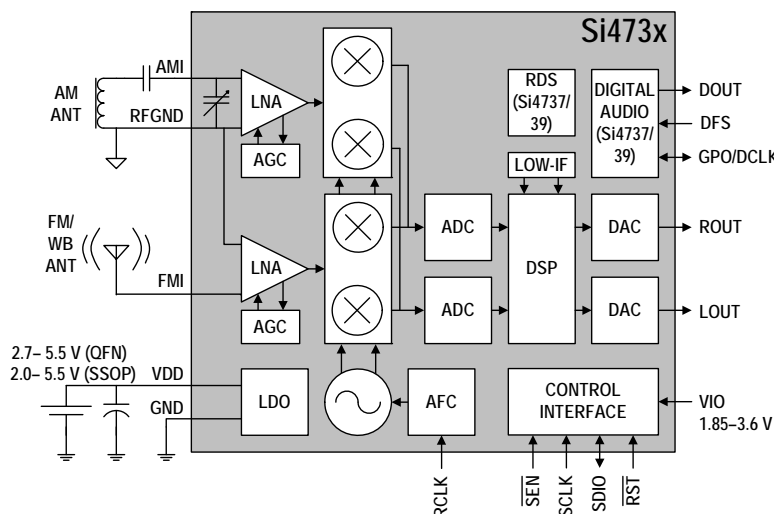 Si473x
AMI
AM
ANT
RFGND
LNA
AGC
RDS
(Si4737/
39)
DIGITAL
AUDIO
(Si4737/
39)
DOUT
DFS
GPO/DCLK
LOW-IF
FM/
WB
ANT
FMI
LNA
AGC
ADC
ADC
DSP
DAC
DAC
ROUT
LOUT
2.7– 5.5 V (QFN)
2.0– 5.5 V (SSOP)
VDD
GND
LDO
AFC
CONTROL
INTERFACE
VIO
1.85–3.6 V
RCLK
SEN
SCLK
SDIO
RST